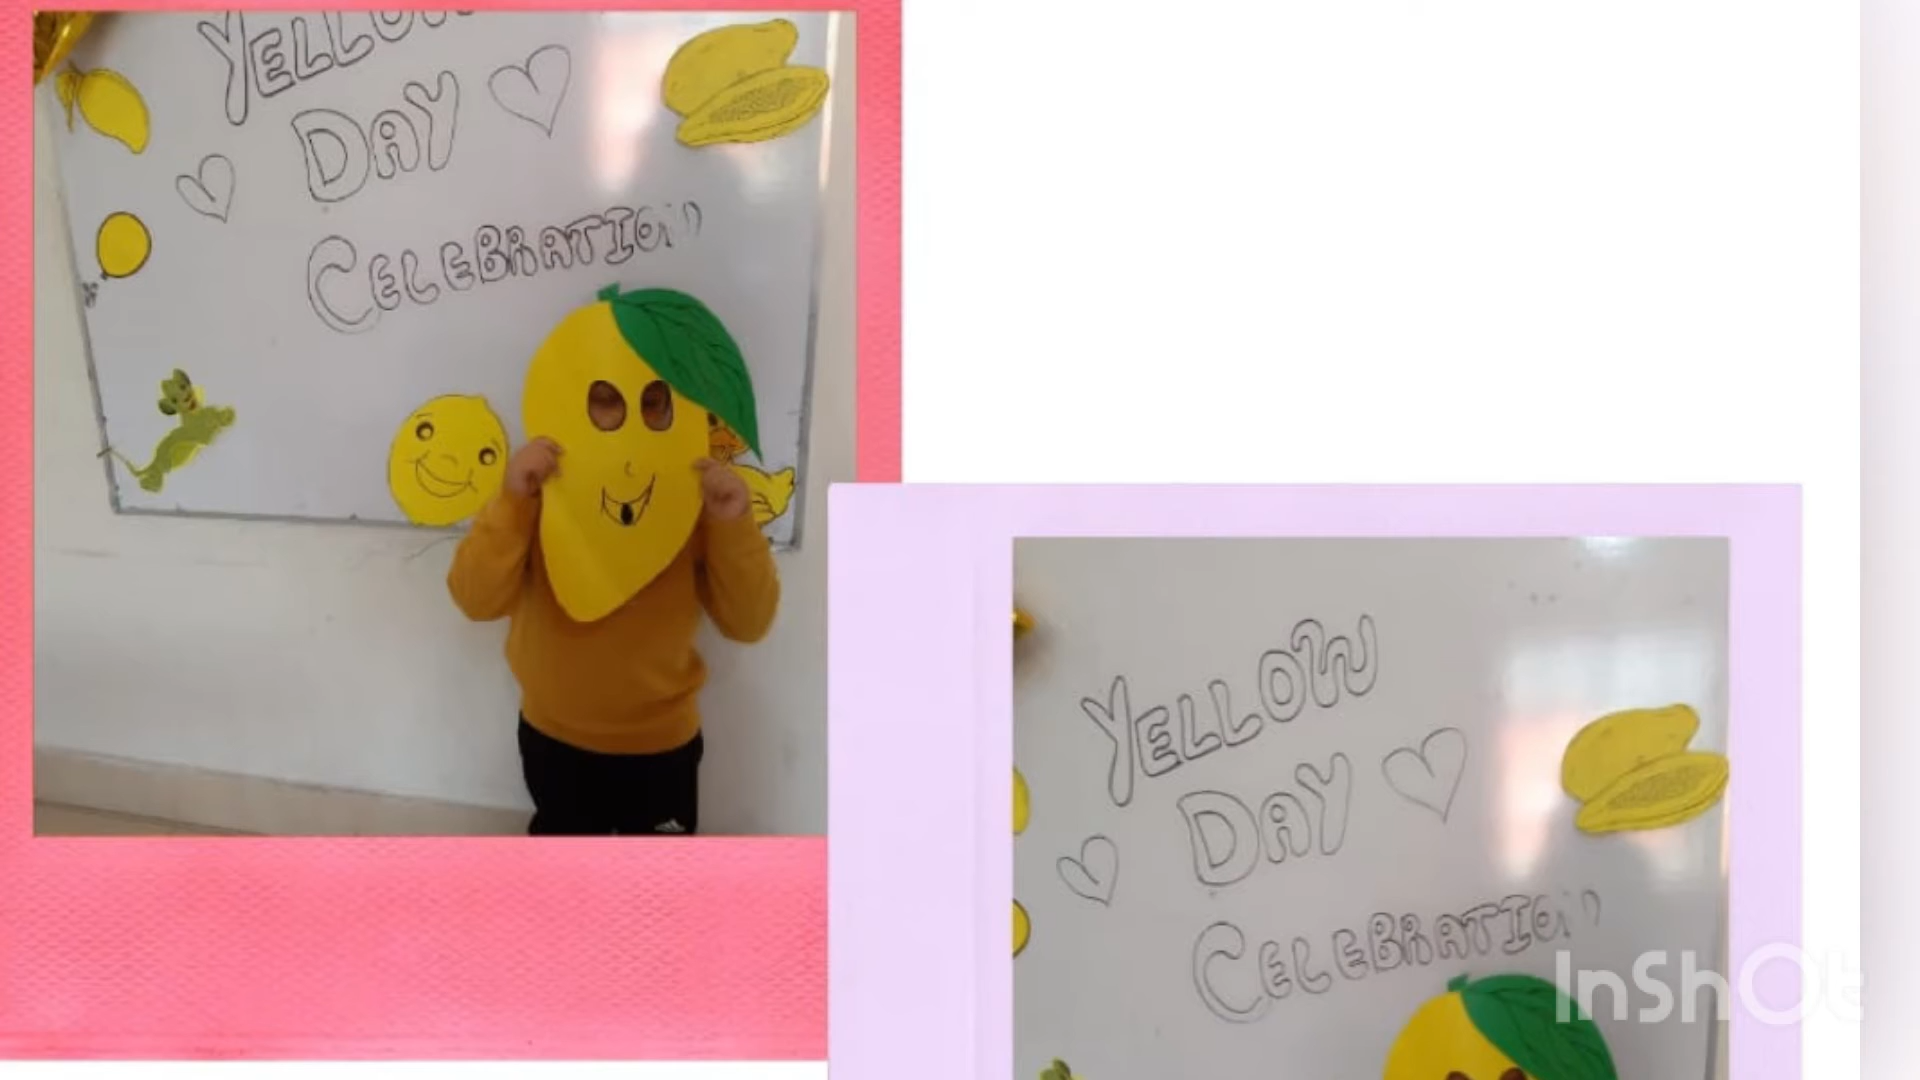 YELLOW
DAY
CELEBRATION
YELLOW
DAY
CELEBRATION
InShOt